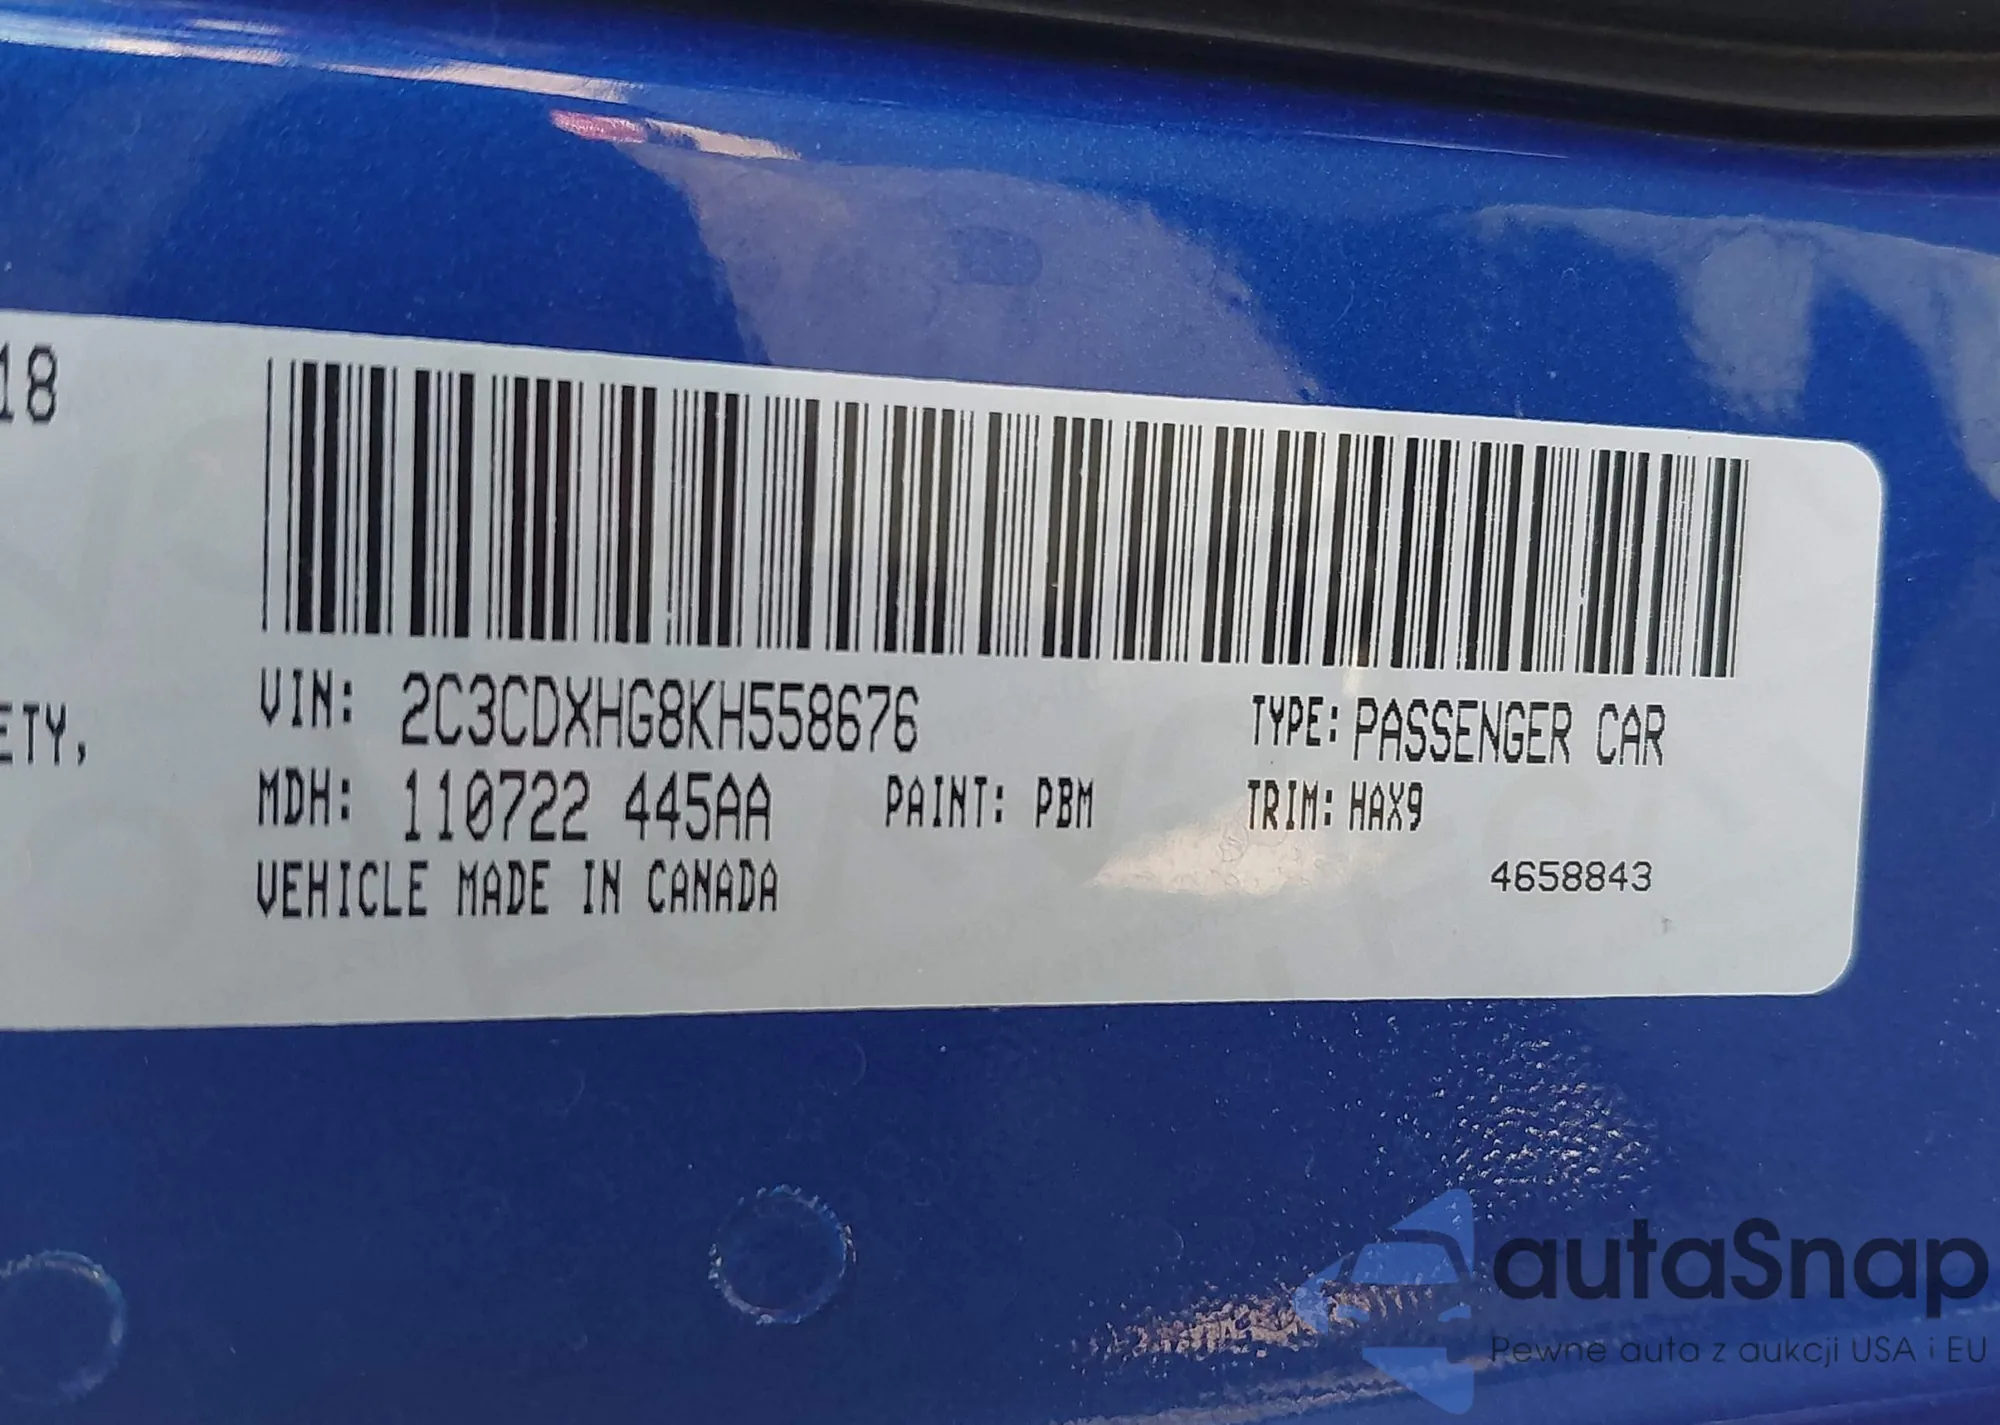 18
ETY,
VIN: 2C3CDXHG8KH558676
TYPE: PASSENGER CAR
MDH: 110722 445AA
PAINT: PBM
TRIM: HAX9
VEHICLE MADE IN CANADA
4658843
autaSnap
Pewne auta z aukcji USA i EU